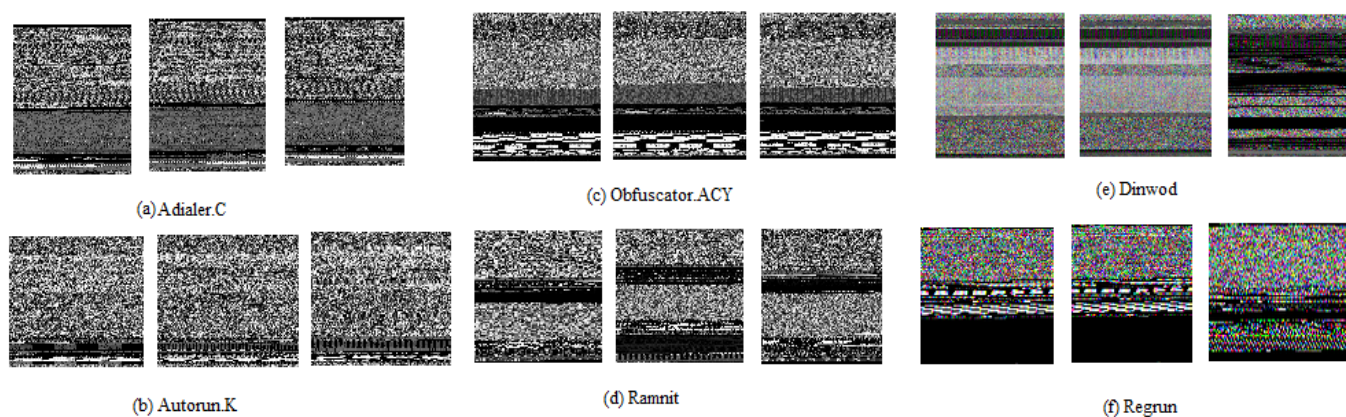 (a) Adialer.C
(c) Obfuscator.ACY
(e) Dinwod
(b) Autorun.K
(d) Ramnit
(f) Regrun